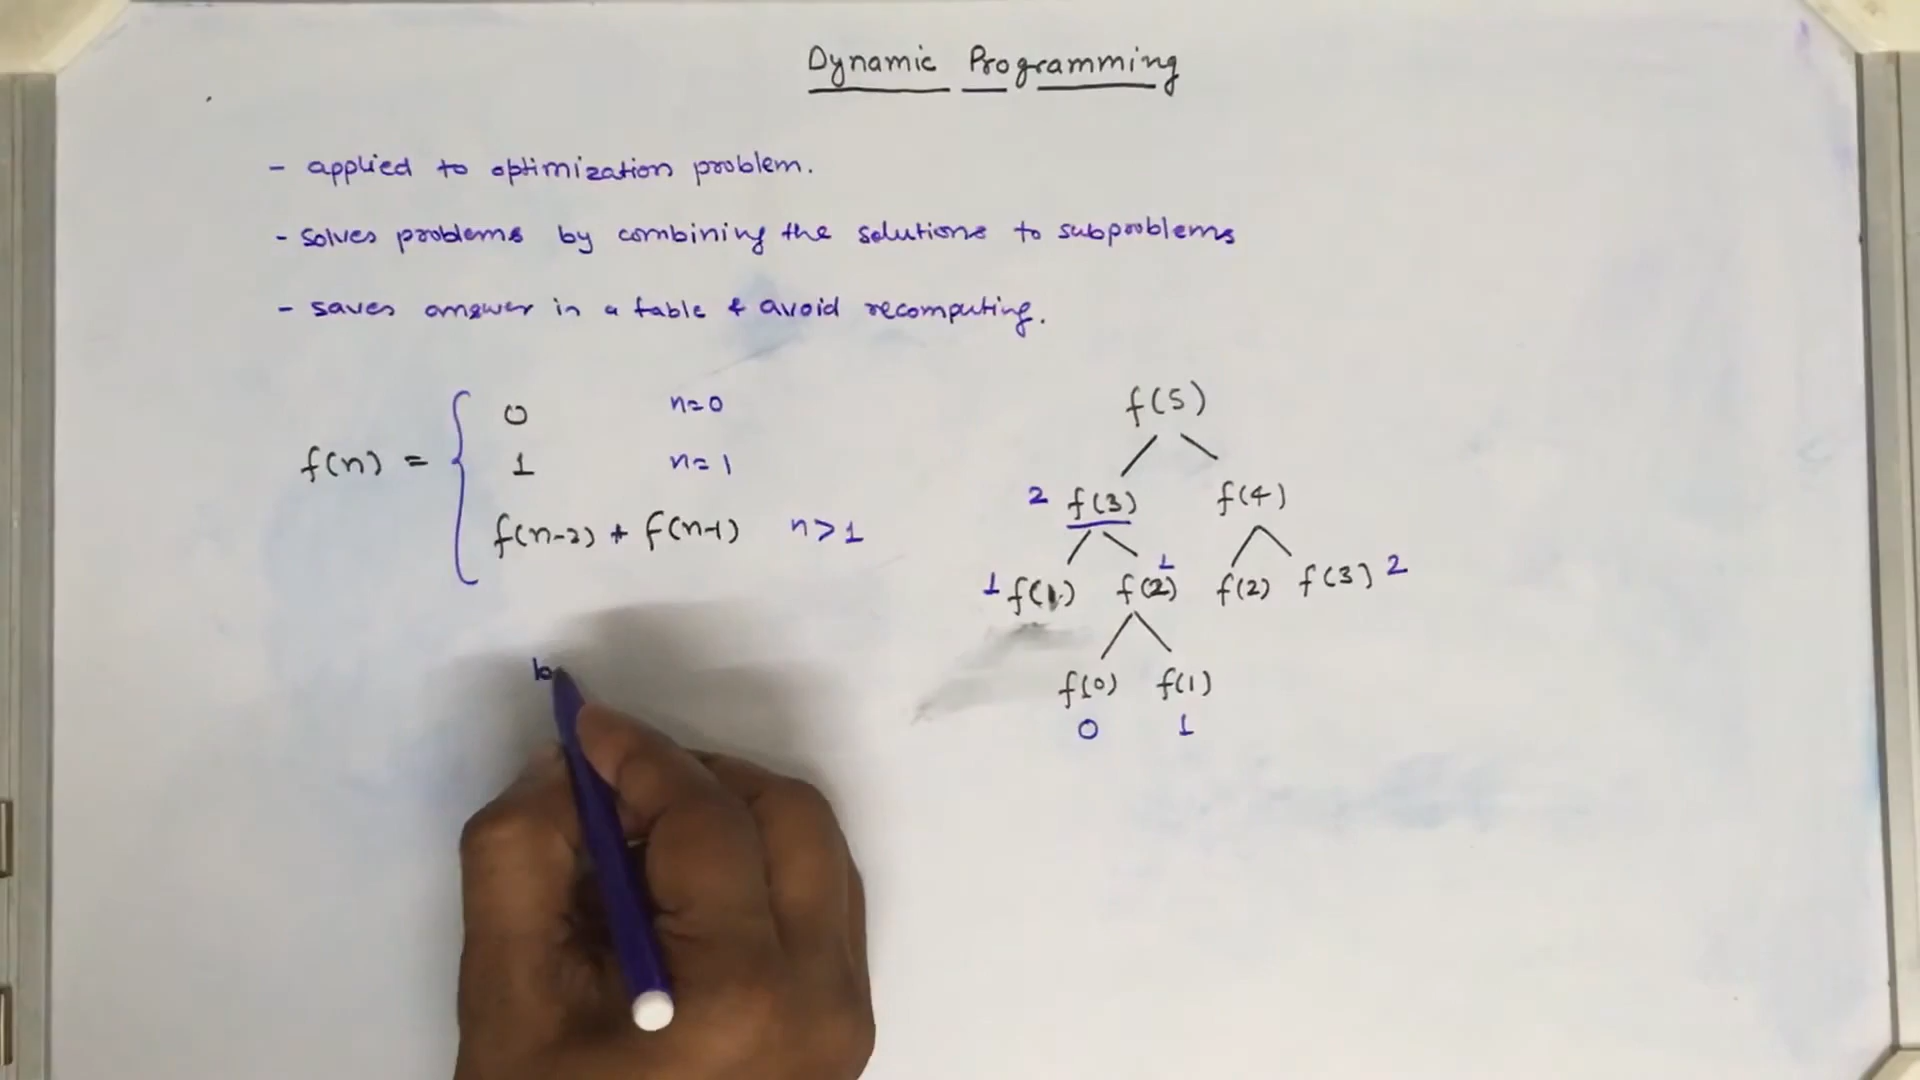 Dynamic Programming
- applied to optimization problem.
- solves problems by combining the solutions to subproblems
- saves answer in a table & avoid recomputing.
f(n) = { 0 n=0
1 n=1
f(n-2) + f(n-1) n>1
f(5)
2 f(3) f(4)
1 f(1) f(2) 1 f(2) f(3) 2
f(0) f(1)
0 1